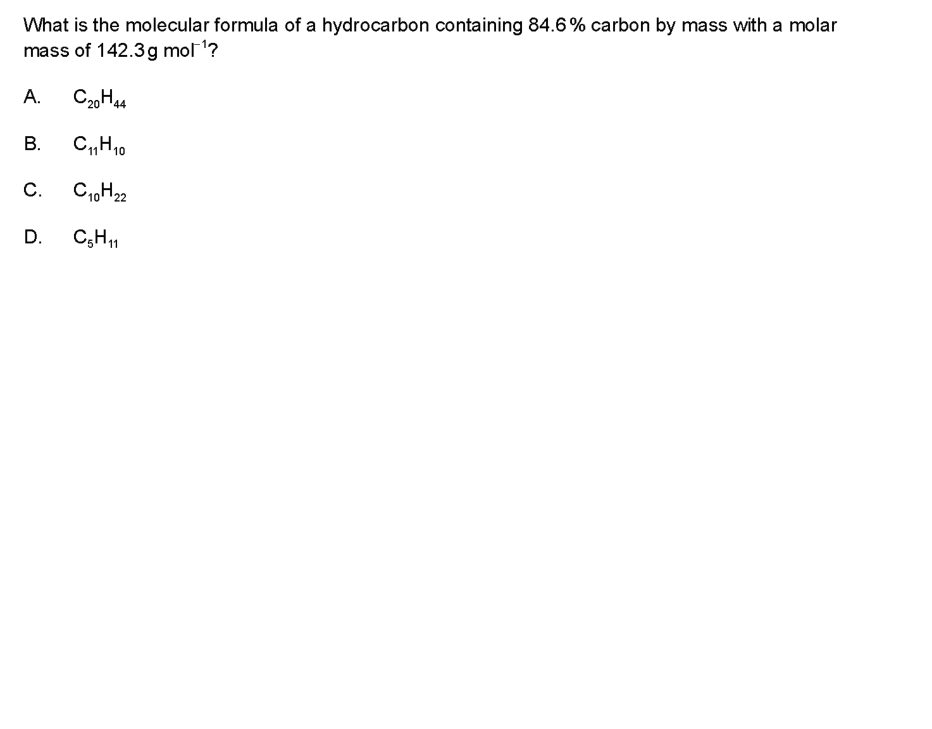 What is the molecular formula of a hydrocarbon containing 84.6% carbon by mass with a molar
mass of 142.3g mol⁻¹?
A. C₂₀H₄₄
B. C₁₁H₁₀
C. C₁₀H₂₂
D. C₅H₁₁